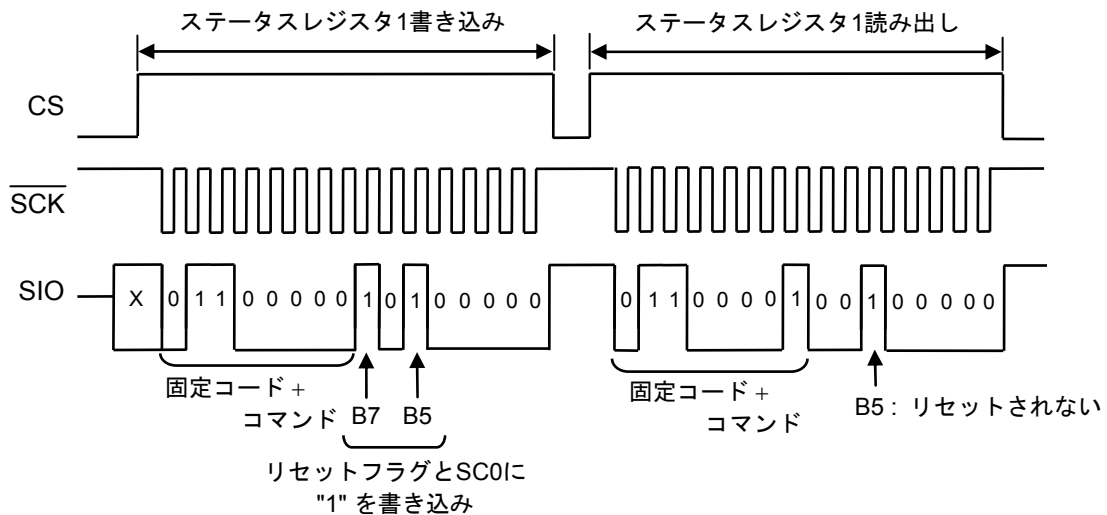 ステータスレジスタ1書き込み
ステータスレジスタ1読み出し
CS
SCK
SIO
X 0 1 1 0 0 0 0 0 1 0 1 0 0 0 0 0
0 1 1 0 0 0 0 1 0 0 1 0 0 0 0 0
固定コード +
コマンド
B7 B5
リセットフラグとSC0に
"1" を書き込み
固定コード +
コマンド
B5 : リセットされない